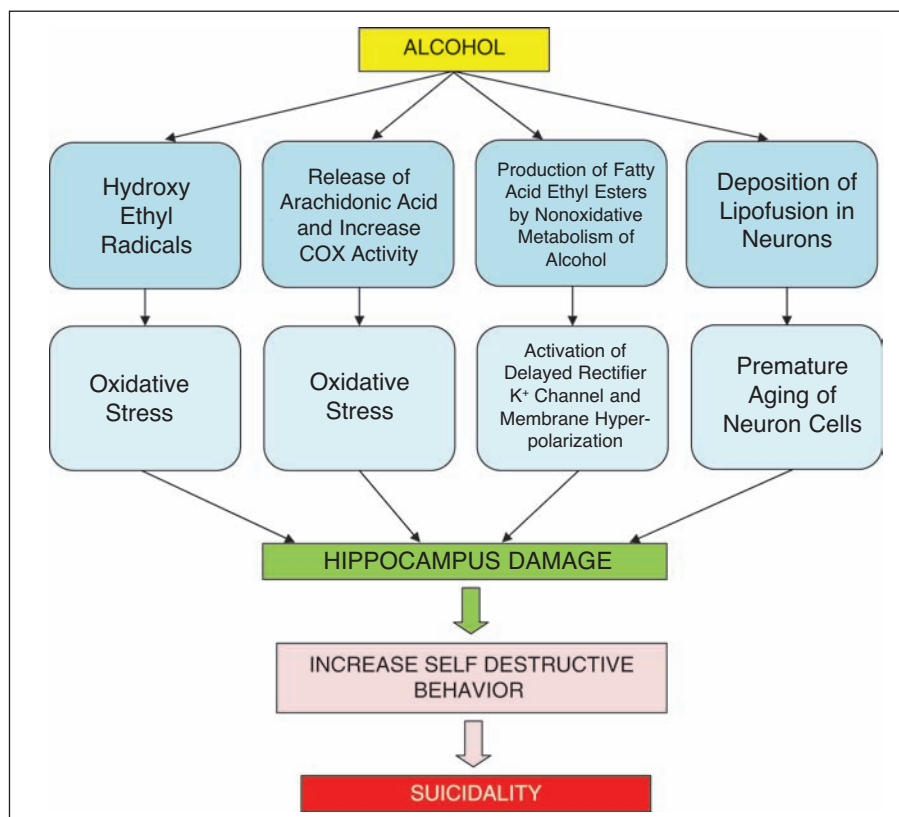 ALCOHOL
Hydroxy
Ethyl
Radicals
Release of
Arachidonic Acid
and Increase
COX Activity
Production of Fatty
Acid Ethyl Esters
by Nonoxidative
Metabolism of
Alcohol
Deposition of
Lipofusion in
Neurons
Oxidative
Stress
Oxidative
Stress
Activation of
Delayed Rectifier
K⁺ Channel and
Membrane Hyper-
polarization
Premature
Aging of
Neuron Cells
HIPPOCAMPUS DAMAGE
INCREASE SELF DESTRUCTIVE
BEHAVIOR
SUICIDALITY